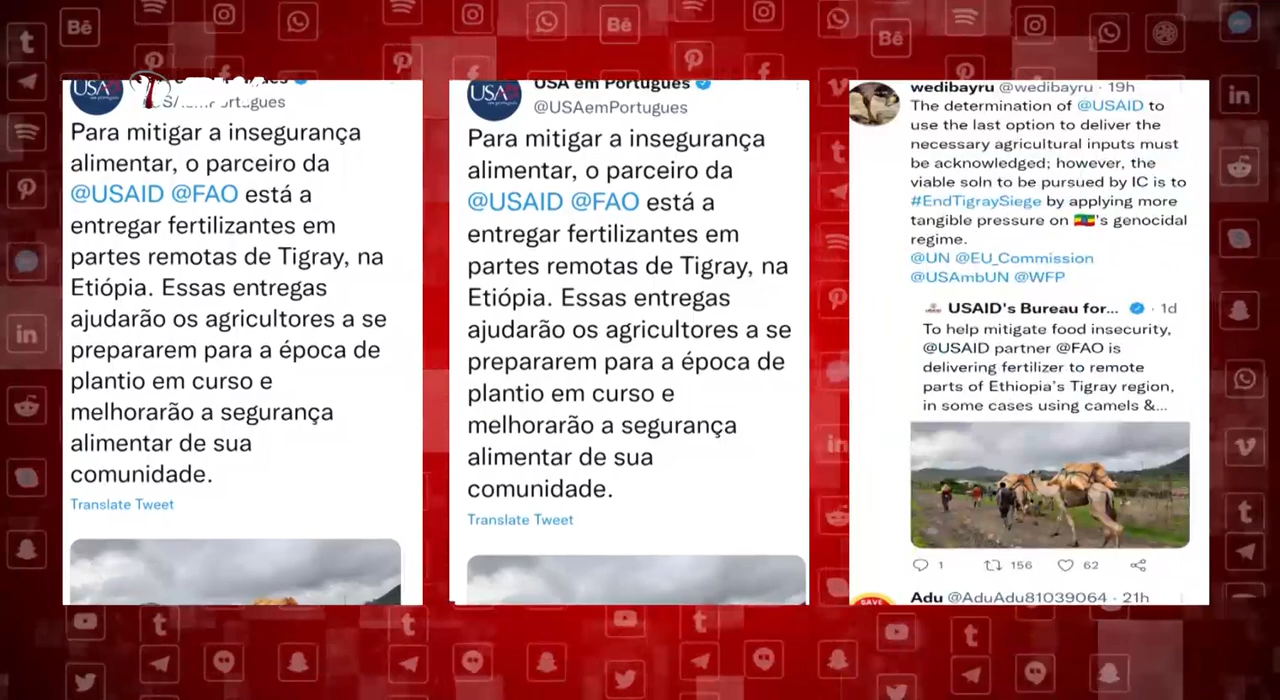 USA
@USAemPortugues
Para mitigar a insegurança
alimentar, o parceiro da
@USAID @FAO está a
entregar fertilizantes em
partes remotas de Tigray, na
Etiópia. Essas entregas
ajudarão os agricultores a se
prepararem para a época de
plantio em curso e
melhorarão a segurança
alimentar de sua
comunidade.
Translate Tweet
USA em Português
USA
@USAemPortugues
Para mitigar a insegurança
alimentar, o parceiro da
@USAID @FAO está a
entregar fertilizantes em
partes remotas de Tigray, na
Etiópia. Essas entregas
ajudarão os agricultores a se
prepararem para a época de
plantio em curso e
melhorarão a segurança
alimentar de sua
comunidade.
Translate Tweet
wedibayru @wedibayru · 19h
The determination of @USAID to
use the last option to deliver the
necessary agricultural inputs must
be acknowledged; however, the
viable soln to be pursued by IC is to
#EndTigraySiege by applying more
tangible pressure on 🇪🇹's genocidal
regime.
@UN @EU_Commission
@USAmbUN @WFP
USAID's Bureau for... · 1d
To help mitigate food insecurity,
@USAID partner @FAO is
delivering fertilizer to remote
parts of Ethiopia's Tigray region,
in some cases using camels &...
1 156 62
Adu @AduAdu81039064 · 21h
SAVE